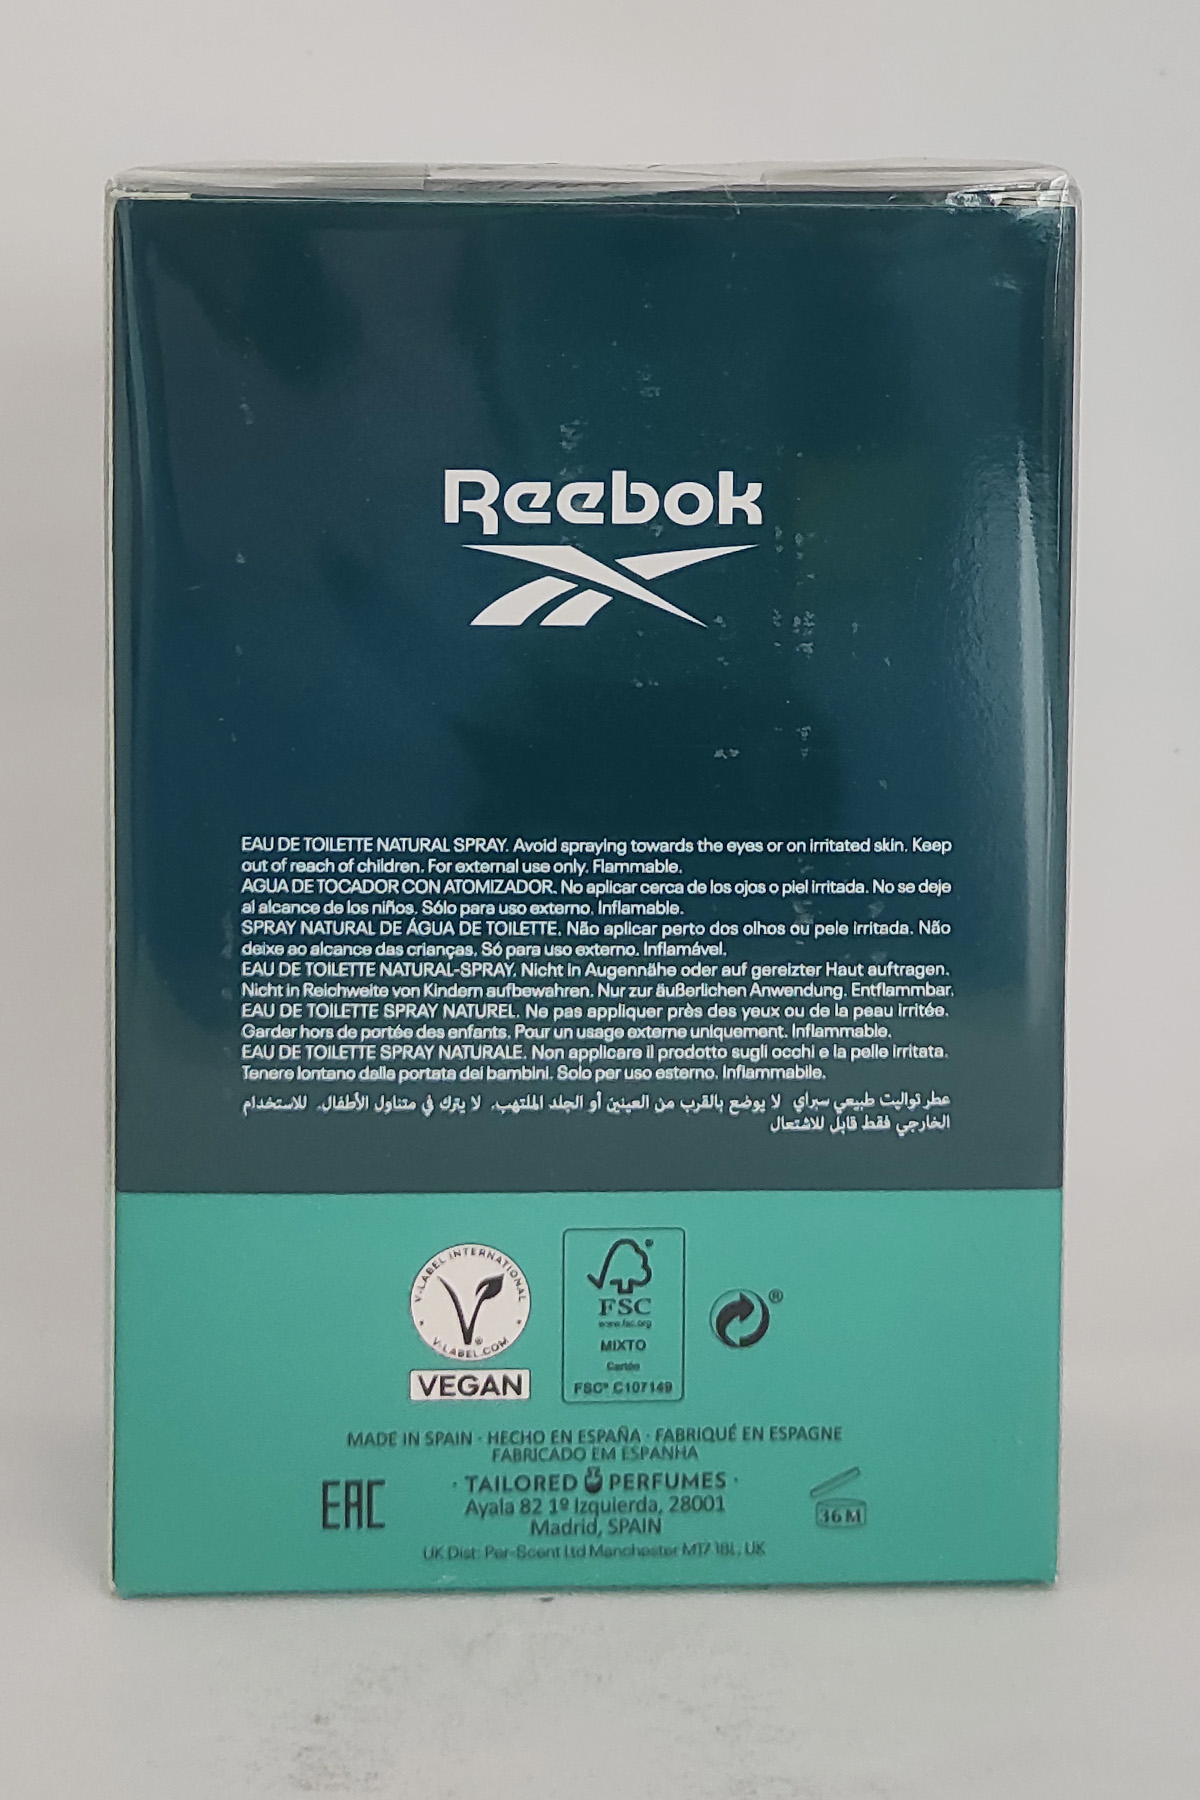 Reebok
EAU DE TOILETTE NATURAL SPRAY. Avoid spraying towards the eyes or on irritated skin. Keep
out of reach of children. For external use only. Flammable.
AGUA DE TOCADOR CON ATOMIZADOR. No aplicar cerca de los ojos o piel irritada. No se deje
al alcance de los niños. Sólo para uso externo. Inflamable.
SPRAY NATURAL DE ÁGUA DE TOILETTE. Não aplicar perto dos olhos ou pele irritada. Não
deixe ao alcance das crianças. Só para uso externo. Inflamável.
EAU DE TOILETTE NATURAL-SPRAY. Nicht in Augennähe oder auf gereizter Haut auftragen.
Nicht in Reichweite von Kindern aufbewahren. Nur zur äußerlichen Anwendung. Entflammbar.
EAU DE TOILETTE SPRAY NATUREL. Ne pas appliquer près des yeux ou de la peau irritée.
Garder hors de portée des enfants. Pour un usage externe uniquement. Inflammable.
EAU DE TOILETTE SPRAY NATURALE. Non applicare il prodotto sugli occhi e la pelle irritata.
Tenere lontano dalla portata dei bambini. Solo per uso esterno. Infiammabile.
عطر تواليت طبيعي سبراي لا يوضع بالقرب من العينين أو الجلد الملتهب. لا يترك في متناول الأطفال. للاستخدام
الخارجي فقط قابل للاشتعال
V-LABEL INTERNATIONAL
V-LABEL.COM
VEGAN
FSC
www.fsc.org
MIXTO
Cartón
FSC® C107149
®
MADE IN SPAIN · HECHO EN ESPAÑA · FABRIQUÉ EN ESPAGNE
FABRICADO EM ESPANHA
EAC
· TAILORED PERFUMES ·
Ayala 82 1º Izquierda, 28001
Madrid, SPAIN
36M
UK Dist: Per-Scent Ltd Manchester M17 1BL, UK